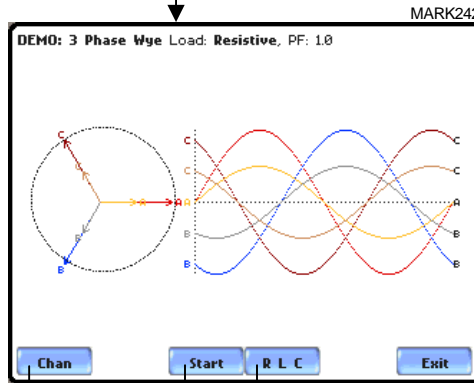 MARK242
DEMO: 3 Phase Wye Load: Resistive, PF: 1.0
C
C
C
C
C
A
A
A
A
B
B
B
B
B
Chan
Start
R L C
Exit